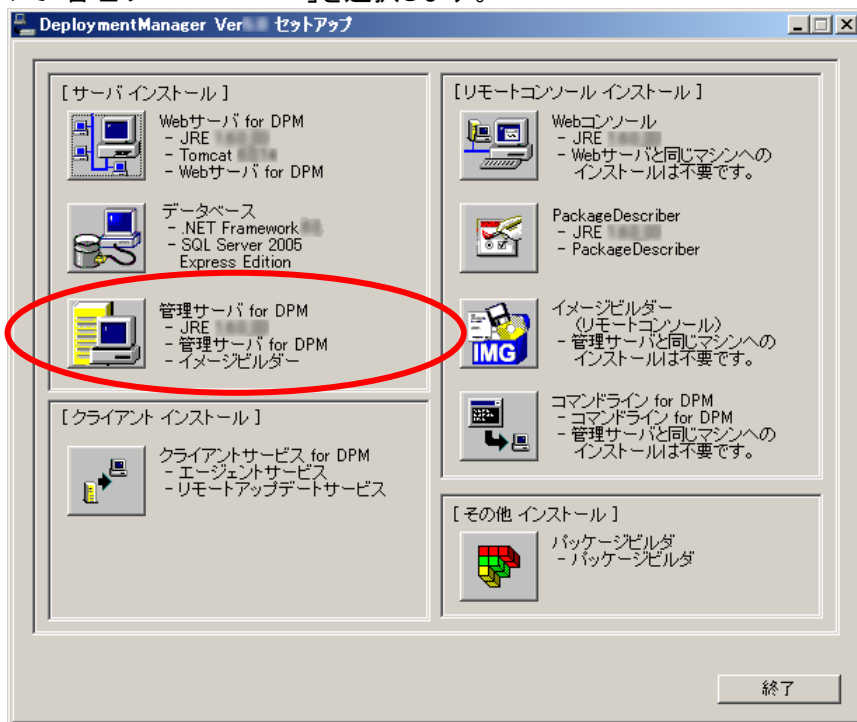 」を選択します。
DeploymentManager Ver セットアップ
[ サーバ インストール ]
Webサーバ for DPM
- JRE
- Tomcat
- Webサーバ for DPM
データベース
- .NET Framework
- SQL Server 2005
Express Edition
管理サーバ for DPM
- JRE
- 管理サーバ for DPM
- イメージビルダー
[ クライアント インストール ]
クライアントサービス for DPM
- エージェントサービス
- リモートアップデートサービス
[ リモートコンソール インストール ]
Webコンソール
- JRE
- Webサーバと同じマシンへの
インストールは不要です。
PackageDescriber
- JRE
- PackageDescriber
IMG
イメージビルダー
(リモートコンソール)
- 管理サーバと同じマシンへの
インストールは不要です。
コマンドライン for DPM
- コマンドライン for DPM
- 管理サーバと同じマシンへの
インストールは不要です。
[ その他 インストール ]
パッケージビルダ
- パッケージビルダ
終了